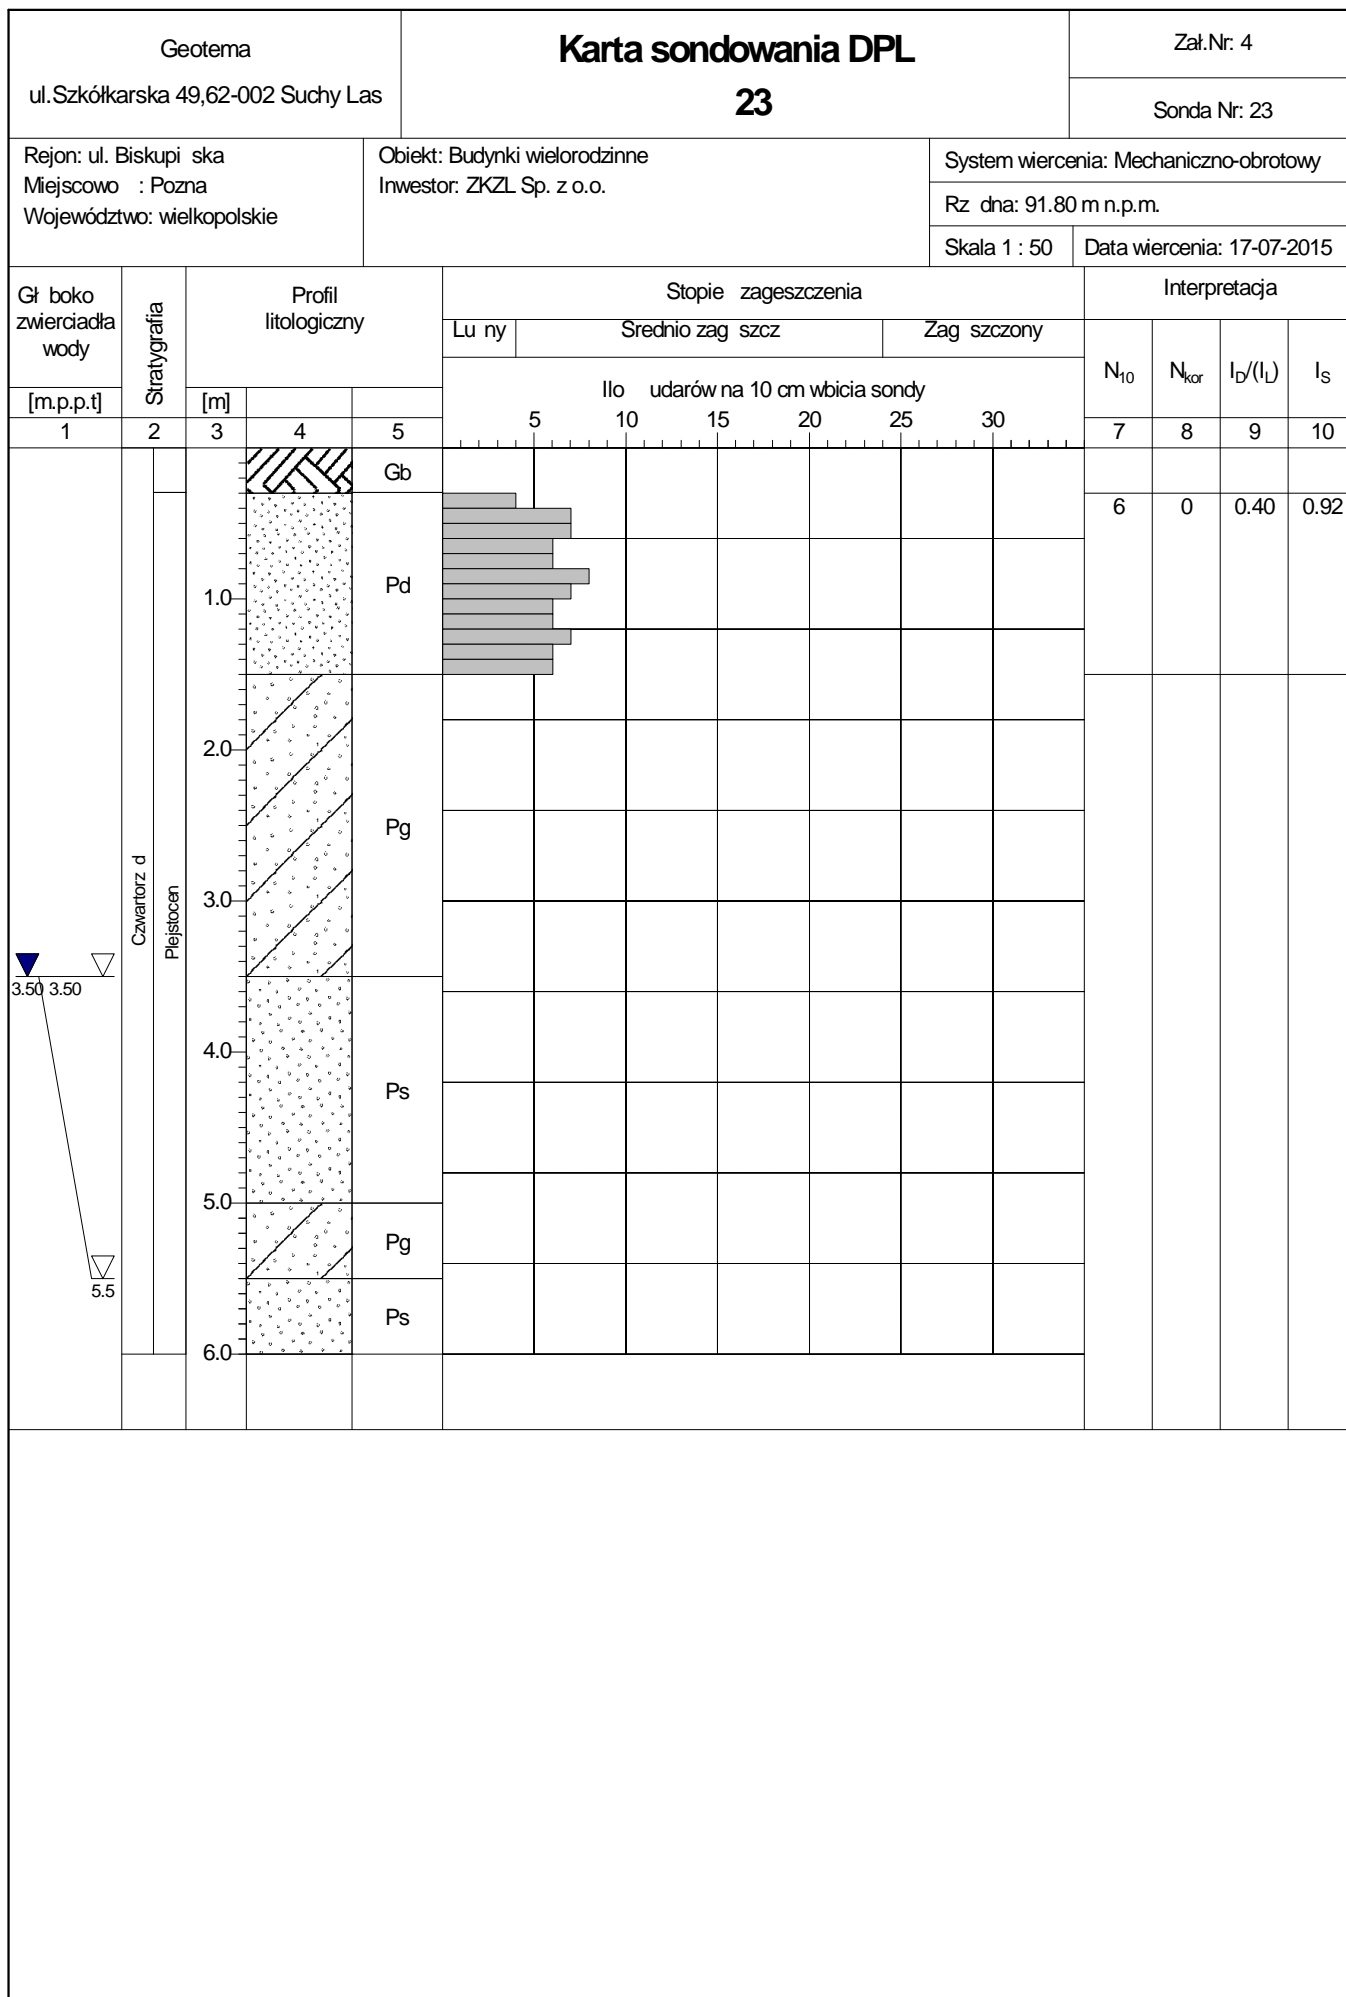 Geotema
ul.Szkółkarska 49,62-002 Suchy Las
Karta sondowania DPL
23
Zał.Nr: 4
Sonda Nr: 23
Rejon: ul. Biskupi ska
Miejscowo : Pozna
Województwo: wielkopolskie
Obiekt: Budynki wielorodzinne
Inwestor: ZKZL Sp. z o.o.
System wiercenia: Mechaniczno-obrotowy
Rz dna: 91.80 m n.p.m.
Skala 1 : 50
Data wiercenia: 17-07-2015
Gł boko
zwierciadła
wody
[m.p.p.t]
Stratygrafia
Profil
litologiczny
[m]
Stopie zageszczenia
Lu ny
Srednio zag szcz
Zag szczony
Ilo udarów na 10 cm wbicia sondy
5 10 15 20 25 30
Interpretacja
N10 Nkor ID/(IL) IS
1 2 3 4 5 7 8 9 10
Gb
6 0 0.40 0.92
Pd
1.0
2.0
Pg
3.0
Czwartorz d
Plejstocen
3.50 3.50
4.0
Ps
5.0
Pg
5.5
Ps
6.0